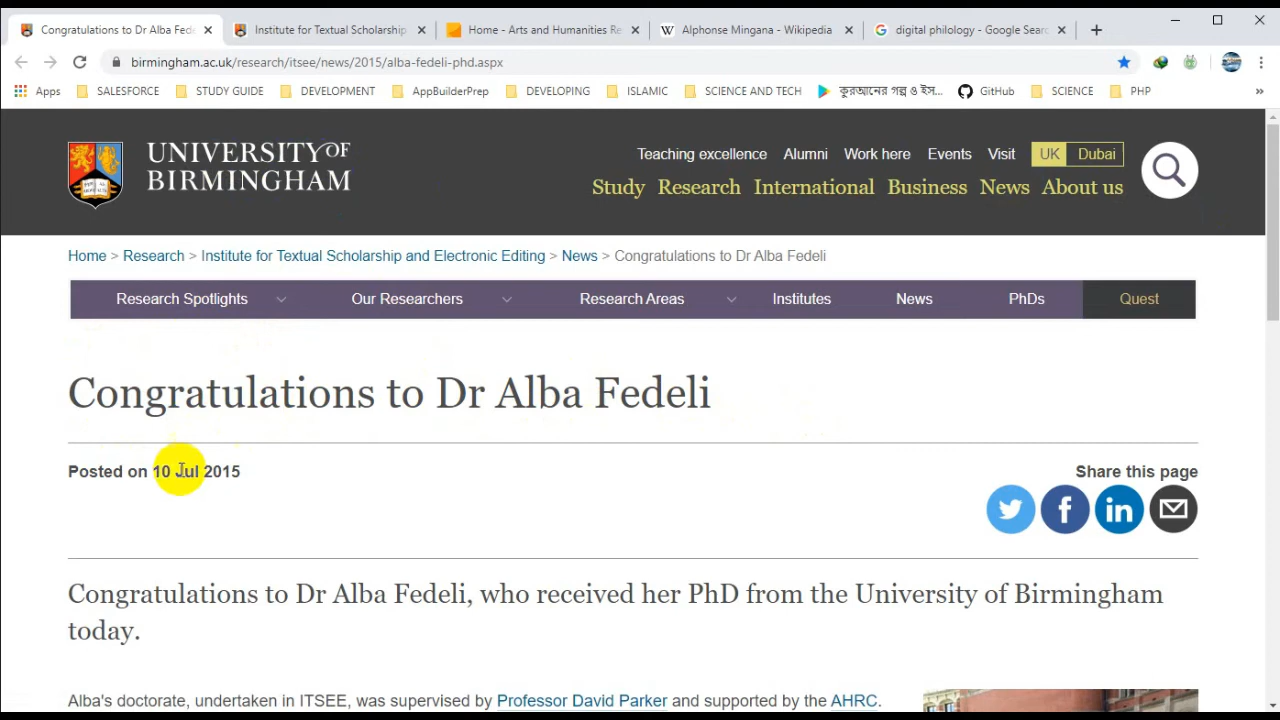 Congratulations to Dr Alba Fede
Institute for Textual Scholarship
Home - Arts and Humanities Re
Alphonse Mingana - Wikipedia
digital philology - Google Searc
birmingham.ac.uk/research/itsee/news/2015/alba-fedeli-phd.aspx
Apps SALESFORCE STUDY GUIDE DEVELOPMENT AppBuilderPrep DEVELOPING ISLAMIC SCIENCE AND TECH কুরআনের গল্প ও ইস... GitHub SCIENCE PHP »
UNIVERSITY OF
BIRMINGHAM
Teaching excellence Alumni Work here Events Visit UK Dubai
Study Research International Business News About us
Home > Research > Institute for Textual Scholarship and Electronic Editing > News > Congratulations to Dr Alba Fedeli
Research Spotlights Our Researchers Research Areas Institutes News PhDs Quest
Congratulations to Dr Alba Fedeli
Posted on 10 Jul 2015
Share this page
Congratulations to Dr Alba Fedeli, who received her PhD from the University of Birmingham
today.
Alba's doctorate, undertaken in ITSEE, was supervised by Professor David Parker and supported by the AHRC.